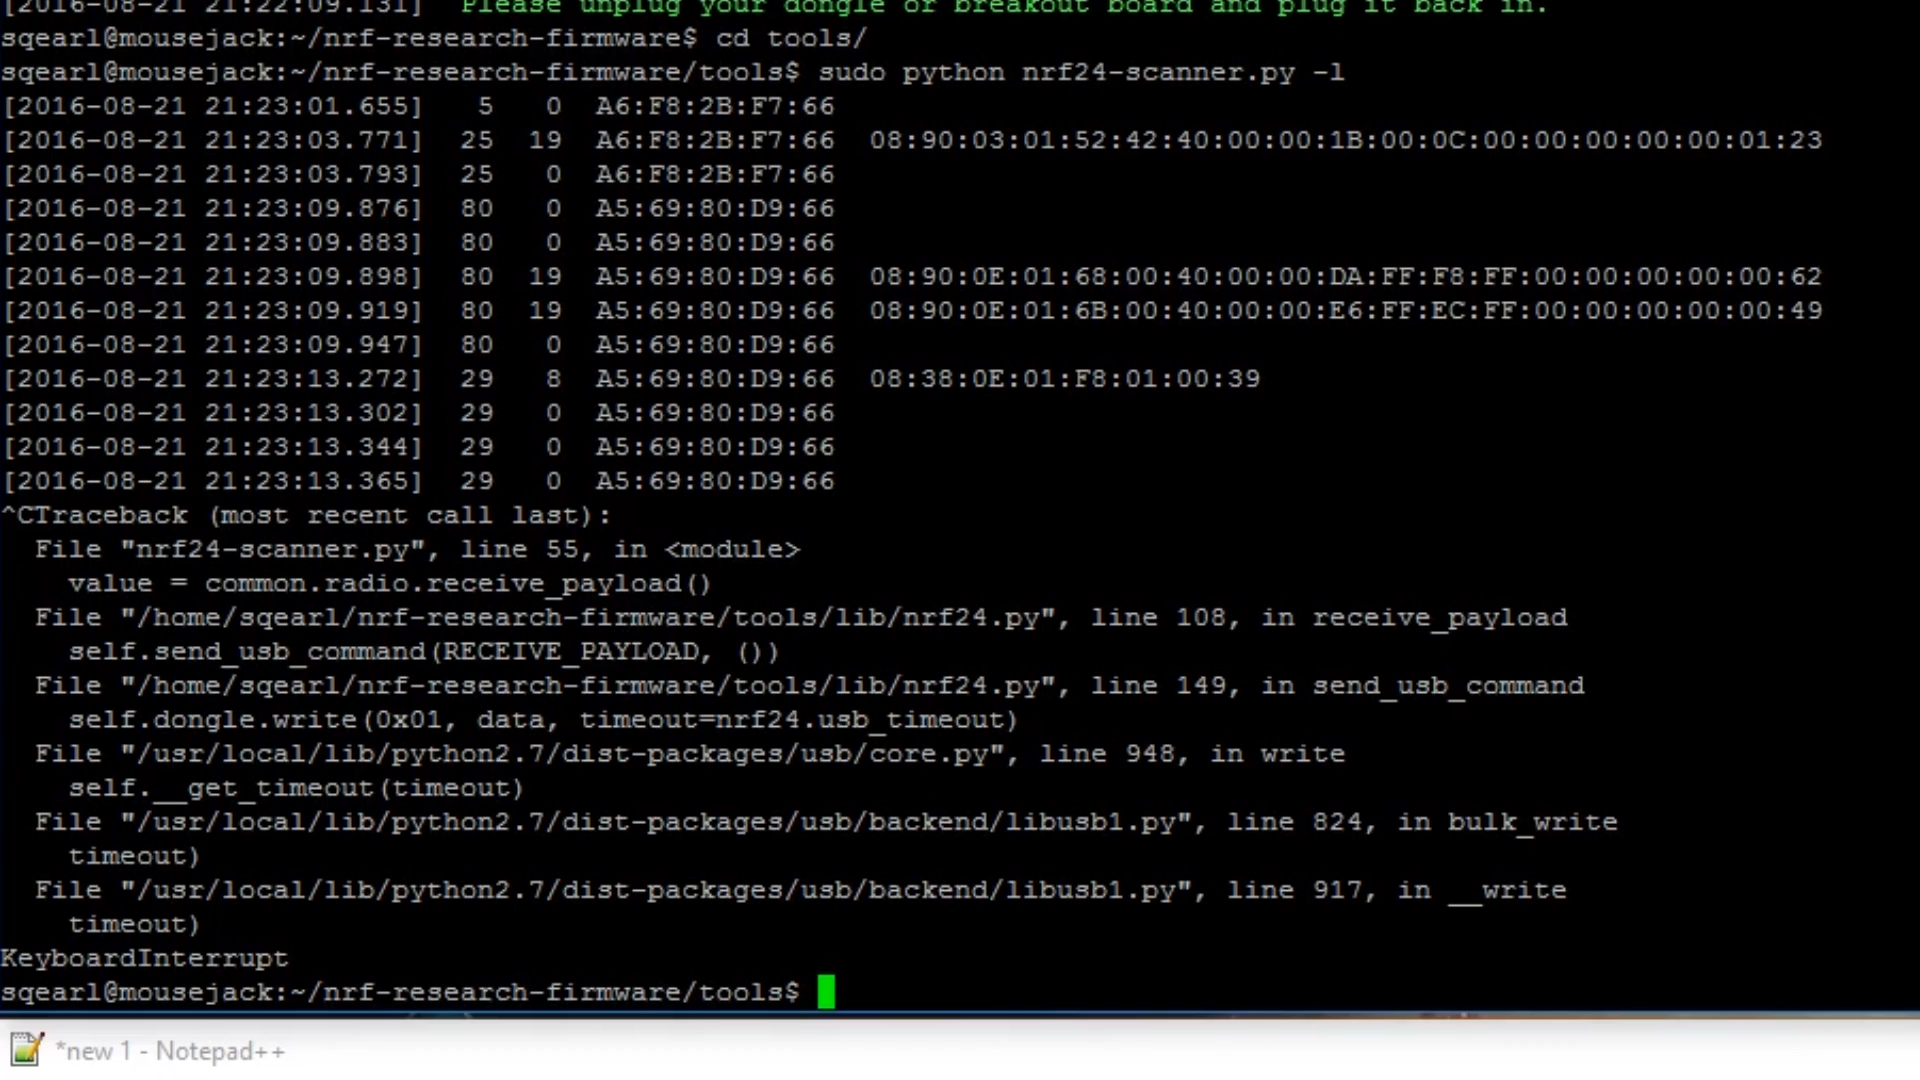 [2016-08-21 21:22:09.131]  Please unplug your dongle or breakout board and plug it back in.
sqearl@mousejack:~/nrf-research-firmware$ cd tools/
sqearl@mousejack:~/nrf-research-firmware/tools$ sudo python nrf24-scanner.py -l
[2016-08-21 21:23:01.655]   5   0  A6:F8:2B:F7:66
[2016-08-21 21:23:03.771]  25  19  A6:F8:2B:F7:66  08:90:03:01:52:42:40:00:00:1B:00:0C:00:00:00:00:00:01:23
[2016-08-21 21:23:03.793]  25   0  A6:F8:2B:F7:66
[2016-08-21 21:23:09.876]  80   0  A5:69:80:D9:66
[2016-08-21 21:23:09.883]  80   0  A5:69:80:D9:66
[2016-08-21 21:23:09.898]  80  19  A5:69:80:D9:66  08:90:0E:01:68:00:40:00:00:DA:FF:F8:FF:00:00:00:00:00:62
[2016-08-21 21:23:09.919]  80  19  A5:69:80:D9:66  08:90:0E:01:6B:00:40:00:00:E6:FF:EC:FF:00:00:00:00:00:49
[2016-08-21 21:23:09.947]  80   0  A5:69:80:D9:66
[2016-08-21 21:23:13.272]  29   8  A5:69:80:D9:66  08:38:0E:01:F8:01:00:39
[2016-08-21 21:23:13.302]  29   0  A5:69:80:D9:66
[2016-08-21 21:23:13.344]  29   0  A5:69:80:D9:66
[2016-08-21 21:23:13.365]  29   0  A5:69:80:D9:66
^CTraceback (most recent call last):
  File "nrf24-scanner.py", line 55, in <module>
    value = common.radio.receive_payload()
  File "/home/sqearl/nrf-research-firmware/tools/lib/nrf24.py", line 108, in receive_payload
    self.send_usb_command(RECEIVE_PAYLOAD, ())
  File "/home/sqearl/nrf-research-firmware/tools/lib/nrf24.py", line 149, in send_usb_command
    self.dongle.write(0x01, data, timeout=nrf24.usb_timeout)
  File "/usr/local/lib/python2.7/dist-packages/usb/core.py", line 948, in write
    self.__get_timeout(timeout)
  File "/usr/local/lib/python2.7/dist-packages/usb/backend/libusb1.py", line 824, in bulk_write
    timeout)
  File "/usr/local/lib/python2.7/dist-packages/usb/backend/libusb1.py", line 917, in __write
    timeout)
KeyboardInterrupt
sqearl@mousejack:~/nrf-research-firmware/tools$
*new 1 - Notepad++